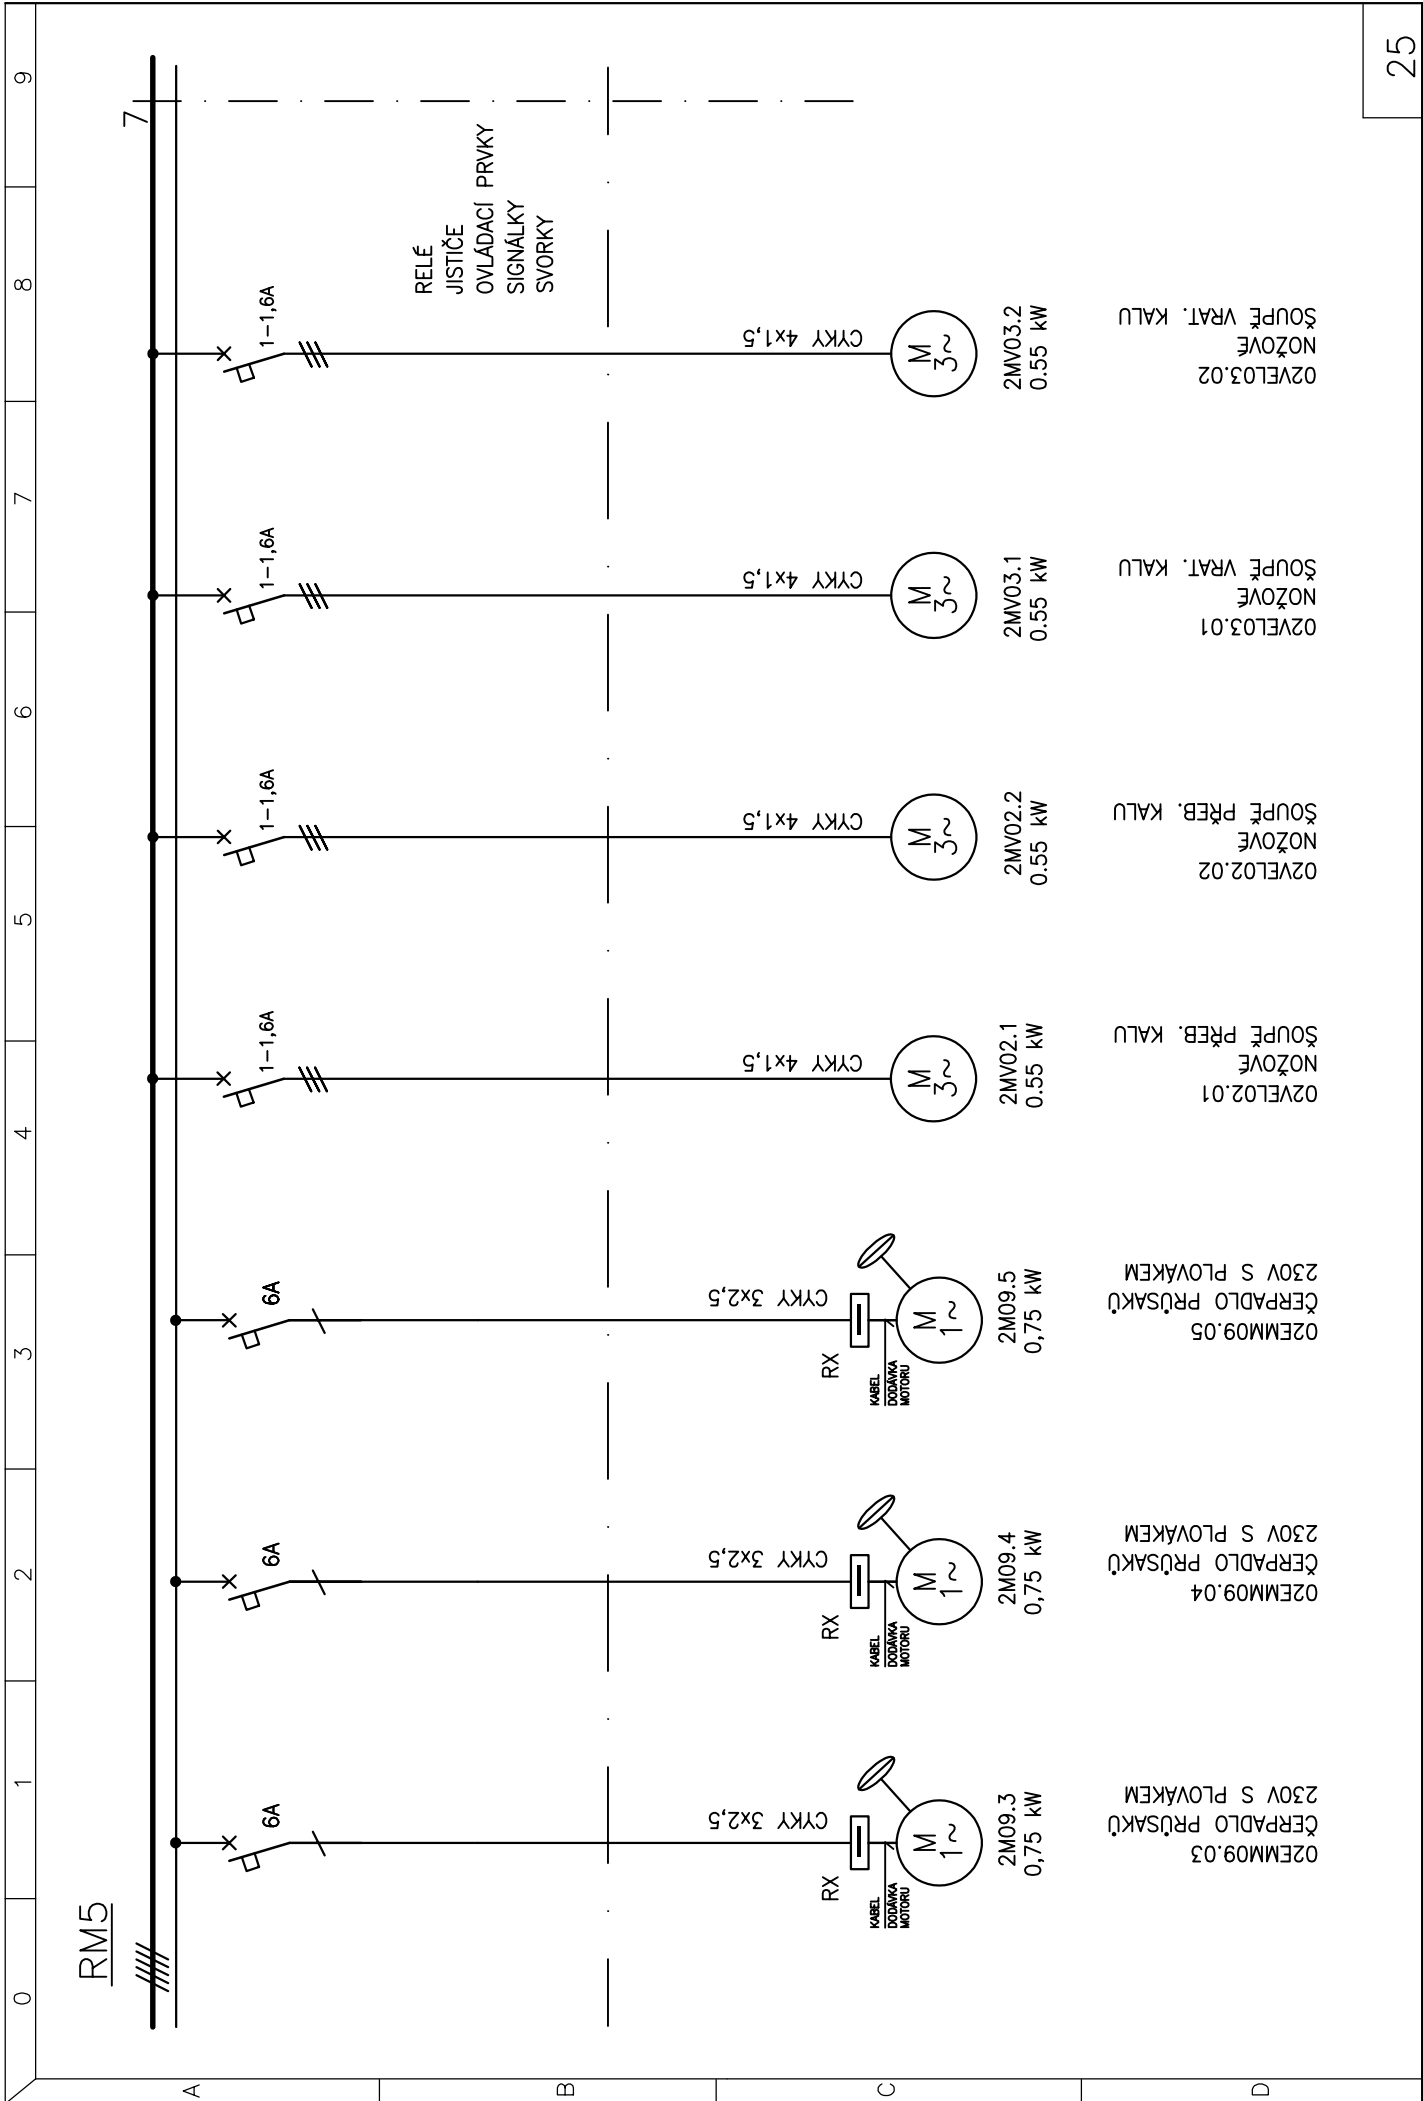 0 1 2 3 4 5 6 7 8 9
A
B
C
D
RM5
7
6A
6A
6A
1-1,6A
1-1,6A
1-1,6A
1-1,6A
RELÉ
JISTIČE
OVLÁDACÍ PRVKY
SIGNÁLKY
SVORKY
CYKY 3x2,5
CYKY 3x2,5
CYKY 3x2,5
CYKY 4x1,5
CYKY 4x1,5
CYKY 4x1,5
CYKY 4x1,5
RX
KABEL
DODÁVKA
MOTORU
M
1~
2M09.3
0,75 kW
02EMM09.03
ČERPADLO PRŮSAKŮ
230V S PLOVÁKEM
RX
KABEL
DODÁVKA
MOTORU
M
1~
2M09.4
0,75 kW
02EMM09.04
ČERPADLO PRŮSAKŮ
230V S PLOVÁKEM
RX
KABEL
DODÁVKA
MOTORU
M
1~
2M09.5
0,75 kW
02EMM09.05
ČERPADLO PRŮSAKŮ
230V S PLOVÁKEM
M
3~
2MV02.1
0.55 kW
02VEL02.01
NOŽOVÉ
ŠOUPĚ PŘEB. KALU
M
3~
2MV02.2
0.55 kW
02VEL02.02
NOŽOVÉ
ŠOUPĚ PŘEB. KALU
M
3~
2MV03.1
0.55 kW
02VEL03.01
NOŽOVÉ
ŠOUPĚ VRAT. KALU
M
3~
2MV03.2
0.55 kW
02VEL03.02
NOŽOVÉ
ŠOUPĚ VRAT. KALU
25